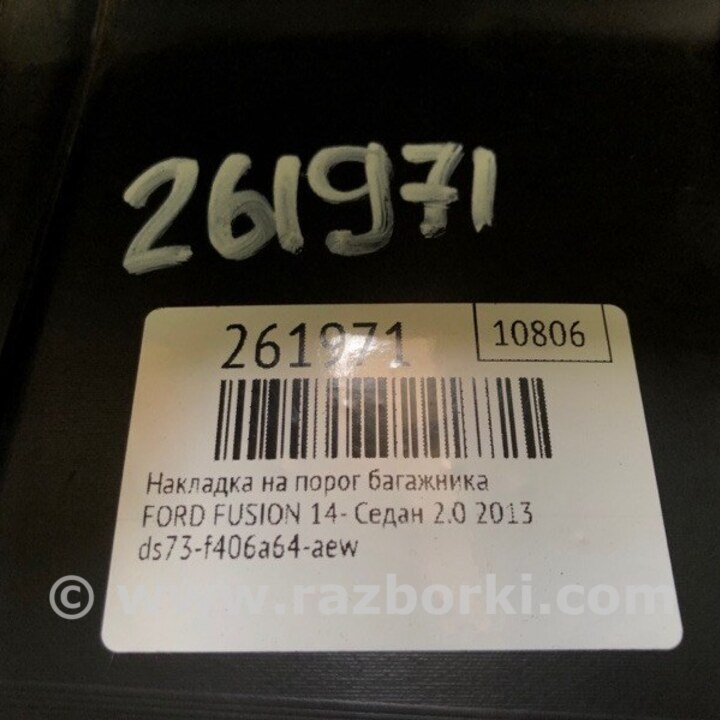 261971
261971
10806
Накладка на порог багажника
FORD FUSION 14- Седан 2.0 2013
ds73-f406a64-aew
© www.razborki.com